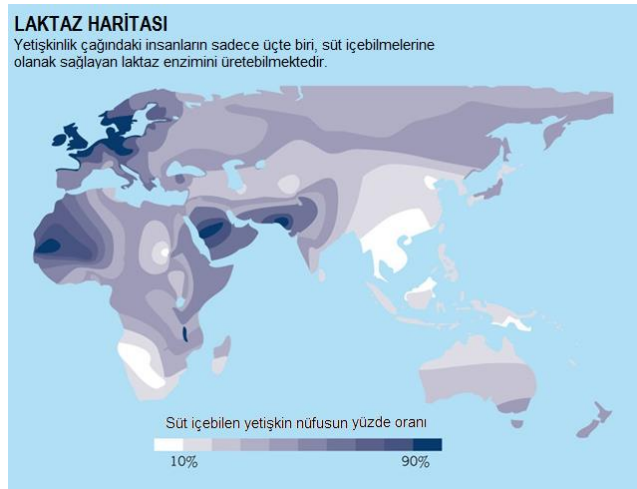 LAKTAZ HARİTASI
Yetişkinlik çağındaki insanların sadece üçte biri, süt içebilmelerine
olanak sağlayan laktaz enzimini üretebilmektedir.
Süt içebilen yetişkin nüfusun yüzde oranı
10%
90%